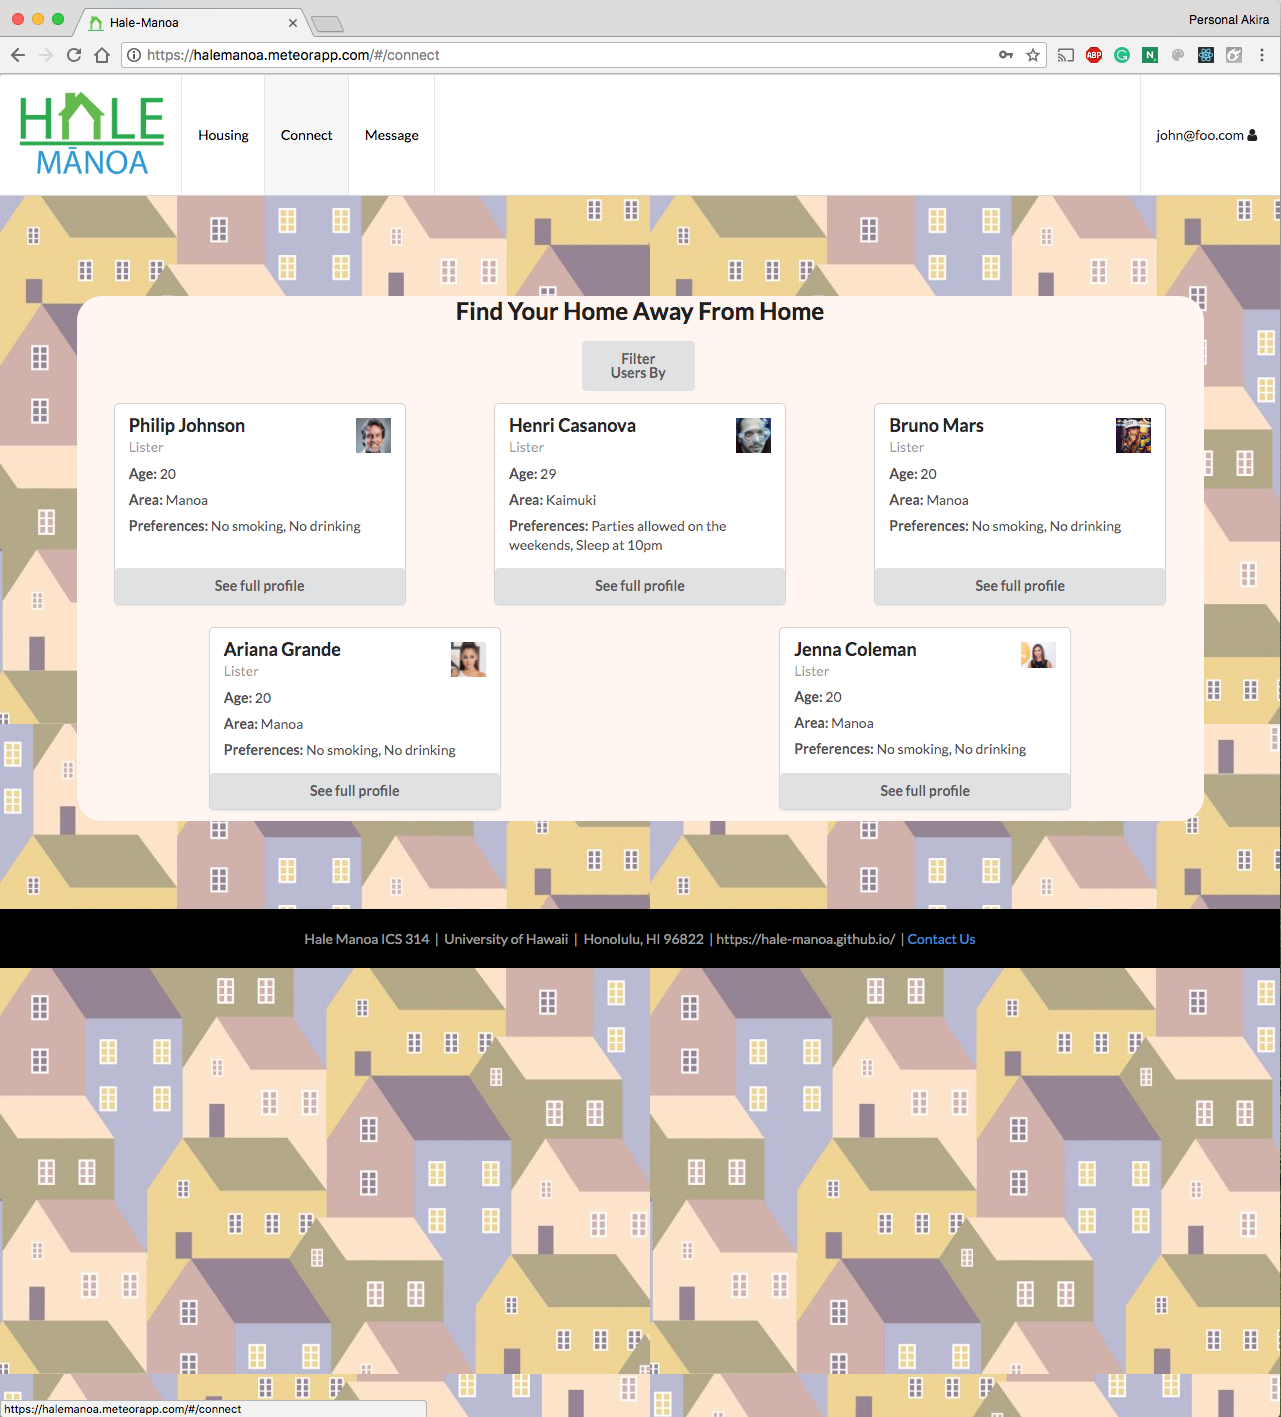 Hale-Manoa
Personal Akira
https://halemanoa.meteorapp.com/#/connect
ABP
N
HALE
MĀNOA
Housing
Connect
Message
john@foo.com
Find Your Home Away From Home
Filter
Users By
Philip Johnson
Lister
Age: 20
Area: Manoa
Preferences: No smoking, No drinking
See full profile
Henri Casanova
Lister
Age: 29
Area: Kaimuki
Preferences: Parties allowed on the
weekends, Sleep at 10pm
See full profile
Bruno Mars
Lister
Age: 20
Area: Manoa
Preferences: No smoking, No drinking
See full profile
Ariana Grande
Lister
Age: 20
Area: Manoa
Preferences: No smoking, No drinking
See full profile
Jenna Coleman
Lister
Age: 20
Area: Manoa
Preferences: No smoking, No drinking
See full profile
Hale Manoa ICS 314 | University of Hawaii | Honolulu, HI 96822 | https://hale-manoa.github.io/ | Contact Us
https://halemanoa.meteorapp.com/#/connect